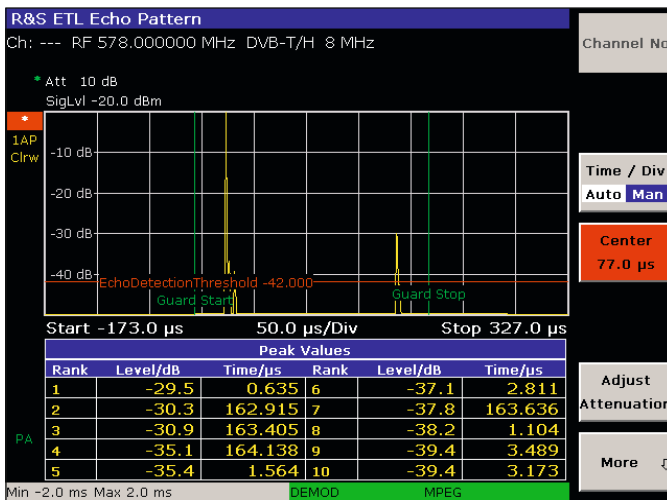 R&S ETL Echo Pattern
Ch: --- RF 578.000000 MHz DVB-T/H 8 MHz
Channel No
* Att 10 dB
SigLvl -20.0 dBm
*
1AP
Clrw
-10 dB
-20 dB
-30 dB
-40 dB
EchoDetectionThreshold -42.000
Guard Start
Guard Stop
Time / Div
Auto Man
Center
77.0 µs
Start -173.0 µs 50.0 µs/Div Stop 327.0 µs
Peak Values
Rank Level/dB Time/µs Rank Level/dB Time/µs
1 -29.5 0.635 6 -37.1 2.811
2 -30.3 162.915 7 -37.8 163.636
3 -30.9 163.405 8 -38.2 1.104
4 -35.1 164.138 9 -39.4 3.489
5 -35.4 1.564 10 -39.4 3.173
PA
Adjust
Attenuation
More
Min -2.0 ms Max 2.0 ms DEMOD MPEG